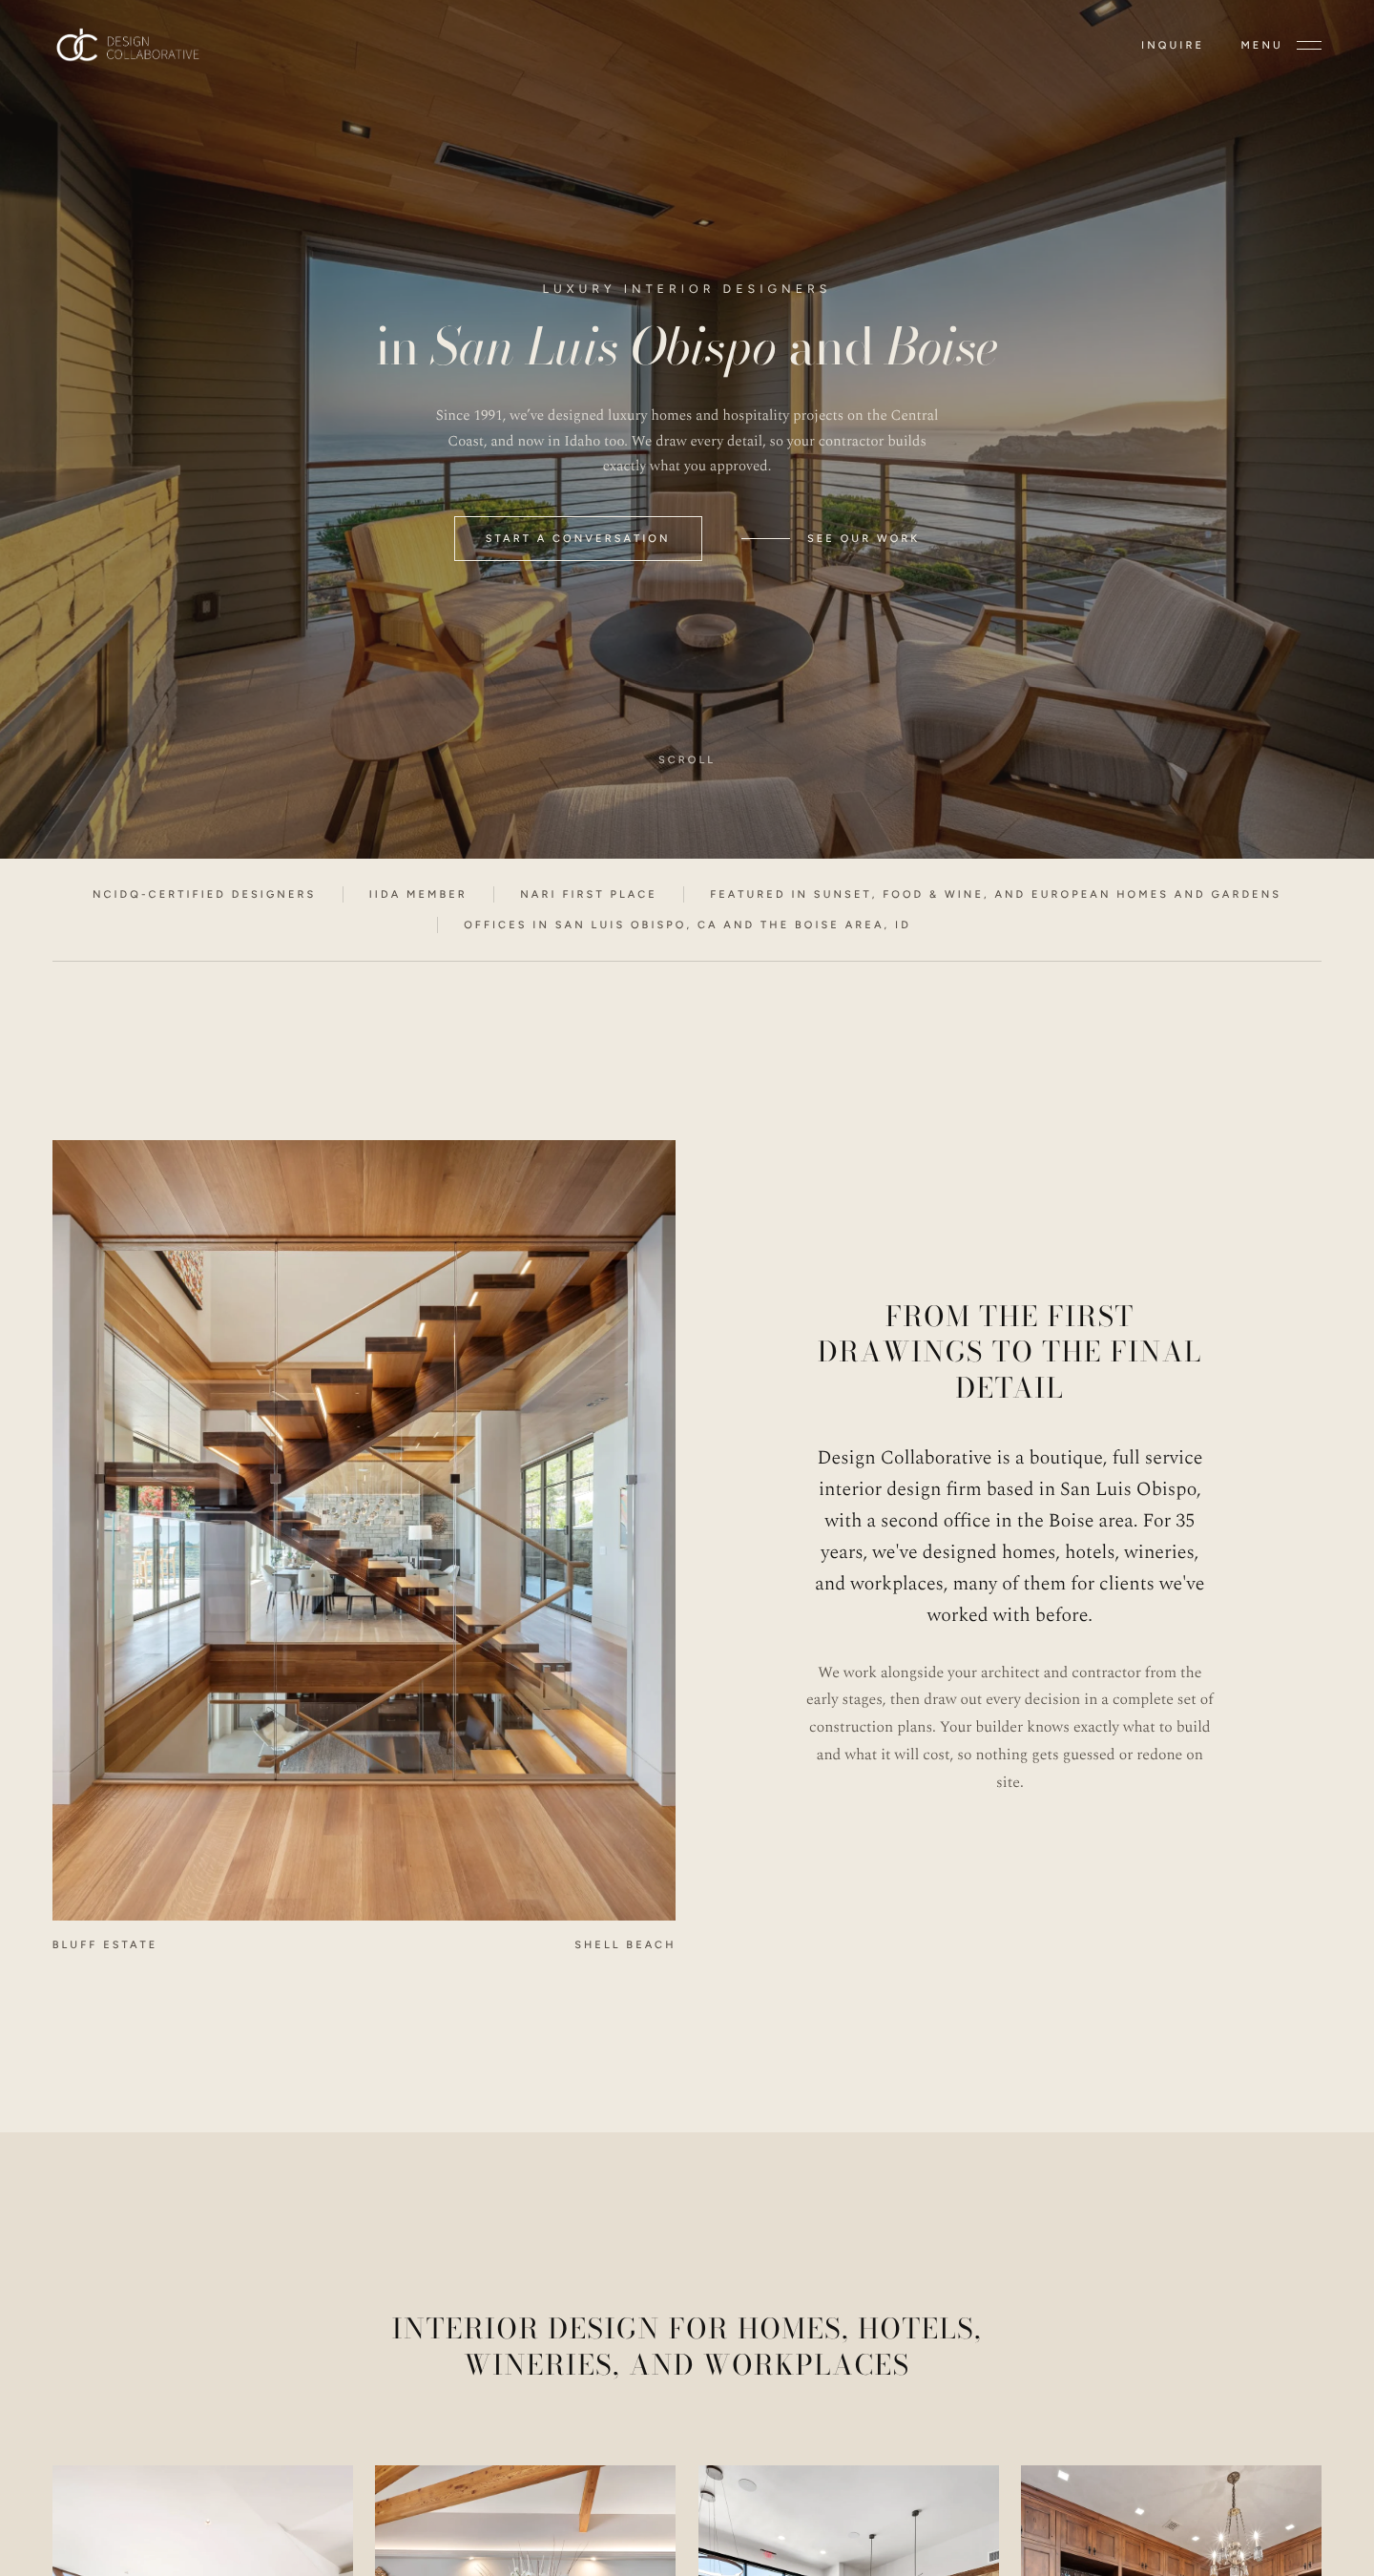 DESIGN
COLLABORATIVE
INQUIRE
MENU
LUXURY INTERIOR DESIGNERS
in San Luis Obispo and Boise
Since 1991, we’ve designed luxury homes and hospitality projects on the Central
Coast, and now in Idaho too. We draw every detail, so your contractor builds
exactly what you approved.
START A CONVERSATION
SEE OUR WORK
SCROLL
NCIDQ-CERTIFIED DESIGNERS
IIDA MEMBER
NARI FIRST PLACE
FEATURED IN SUNSET, FOOD & WINE, AND EUROPEAN HOMES AND GARDENS
OFFICES IN SAN LUIS OBISPO, CA AND THE BOISE AREA, ID
FROM THE FIRST
DRAWINGS TO THE FINAL
DETAIL
Design Collaborative is a boutique, full service
interior design firm based in San Luis Obispo,
with a second office in the Boise area. For 35
years, we've designed homes, hotels, wineries,
and workplaces, many of them for clients we've
worked with before.
We work alongside your architect and contractor from the
early stages, then draw out every decision in a complete set of
construction plans. Your builder knows exactly what to build
and what it will cost, so nothing gets guessed or redone on
site.
BLUFF ESTATE
SHELL BEACH
INTERIOR DESIGN FOR HOMES, HOTELS,
WINERIES, AND WORKPLACES